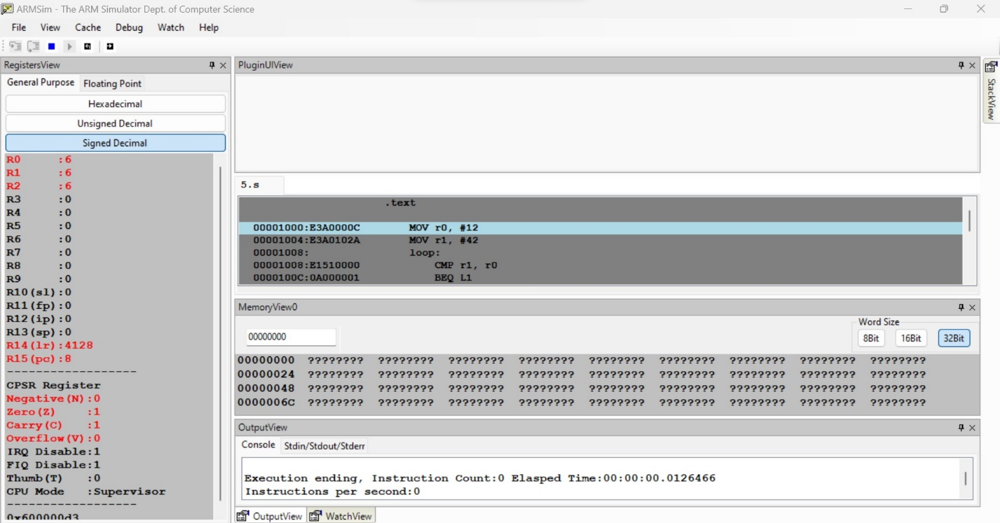 ARMSim - The ARM Simulator Dept. of Computer Science
File View Cache Debug Watch Help
RegistersView
General Purpose Floating Point
Hexadecimal
Unsigned Decimal
Signed Decimal
R0 :6
R1 :6
R2 :6
R3 :0
R4 :0
R5 :0
R6 :0
R7 :0
R8 :0
R9 :0
R10(sl):0
R11(fp):0
R12(ip):0
R13(sp):0
R14(lr):4128
R15(pc):8
-------------------
CPSR Register
Negative(N):0
Zero(Z) :1
Carry(C) :1
Overflow(V):0
IRQ Disable:1
FIQ Disable:1
Thumb(T) :0
CPU Mode :Supervisor
-------------------
0x600000d3
PluginUIView
StackView
5.s
.text
00001000:E3A0000C MOV r0, #12
00001004:E3A0102A MOV r1, #42
00001008: loop:
00001008:E1510000 CMP r1, r0
0000100C:0A000001 BEQ L1
MemoryView0
00000000
Word Size
8Bit 16Bit 32Bit
00000000 ???????? ???????? ???????? ???????? ???????? ???????? ???????? ???????? ????????
00000024 ???????? ???????? ???????? ???????? ???????? ???????? ???????? ???????? ????????
00000048 ???????? ???????? ???????? ???????? ???????? ???????? ???????? ???????? ????????
0000006C ???????? ???????? ???????? ???????? ???????? ???????? ???????? ???????? ????????
OutputView
Console Stdin/Stdout/Stderr
Execution ending, Instruction Count:0 Elasped Time:00:00:00.0126466
Instructions per second:0
OutputView WatchView